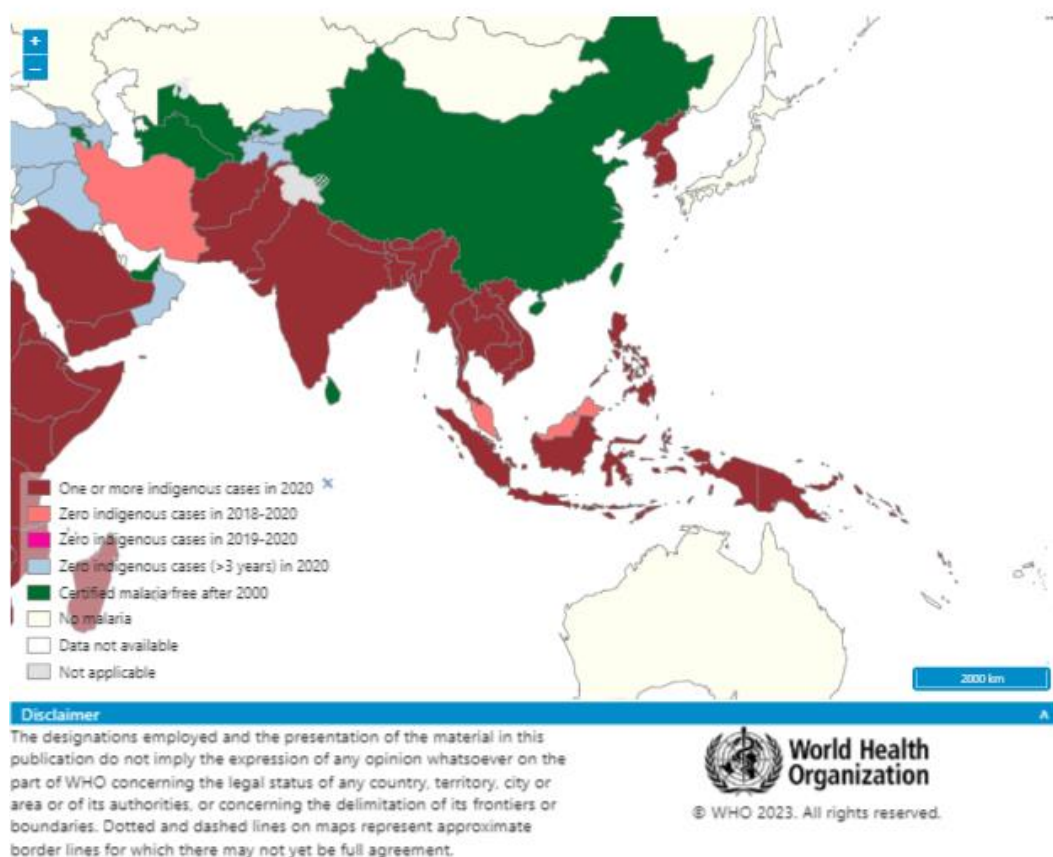 +
–
One or more indigenous cases in 2020 ×
Zero indigenous cases in 2018-2020
Zero indigenous cases in 2019-2020
Zero indigenous cases (>3 years) in 2020
Certified malaria-free after 2000
No malaria
Data not available
Not applicable
2000 km
Disclaimer
The designations employed and the presentation of the material in this
publication do not imply the expression of any opinion whatsoever on the
part of WHO concerning the legal status of any country, territory, city or
area or of its authorities, or concerning the delimitation of its frontiers or
boundaries. Dotted and dashed lines on maps represent approximate
border lines for which there may not yet be full agreement.
World Health
Organization
© WHO 2023. All rights reserved.